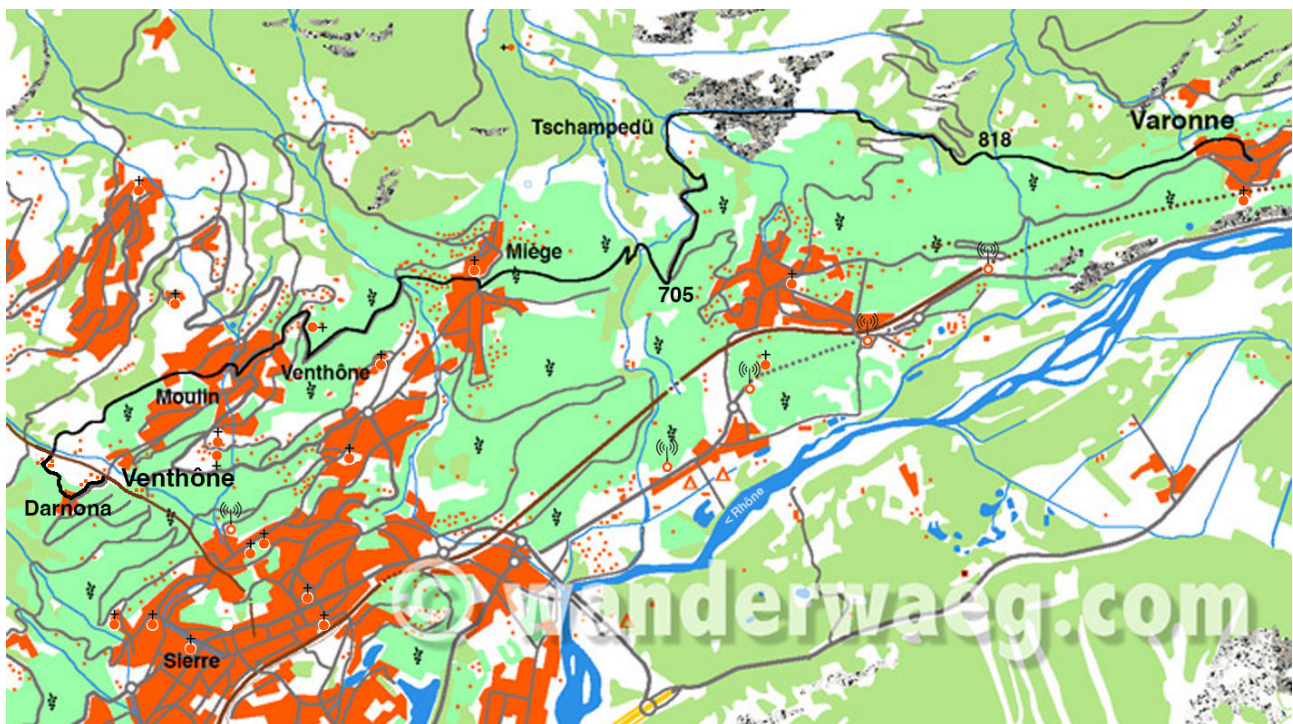 Varonne
Tschampedü
818
Miège
705
Venthône
Moulin
Venthône
Darnona
< Rhône
© wanderwaeg.com
Sierre